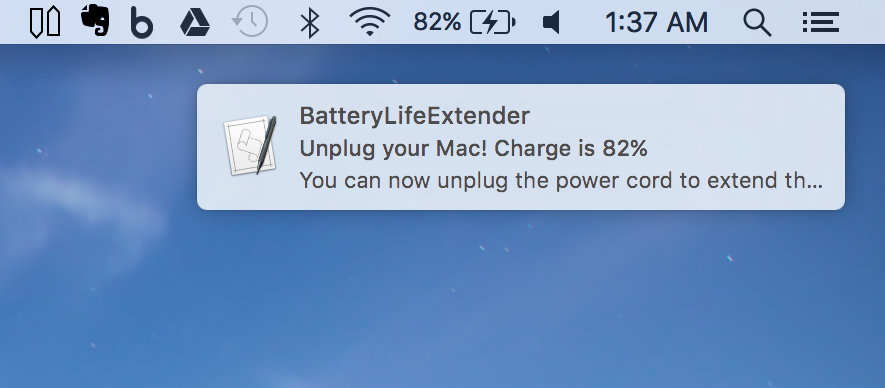 82% 1:37 AM
BatteryLifeExtender
Unplug your Mac! Charge is 82%
You can now unplug the power cord to extend th...